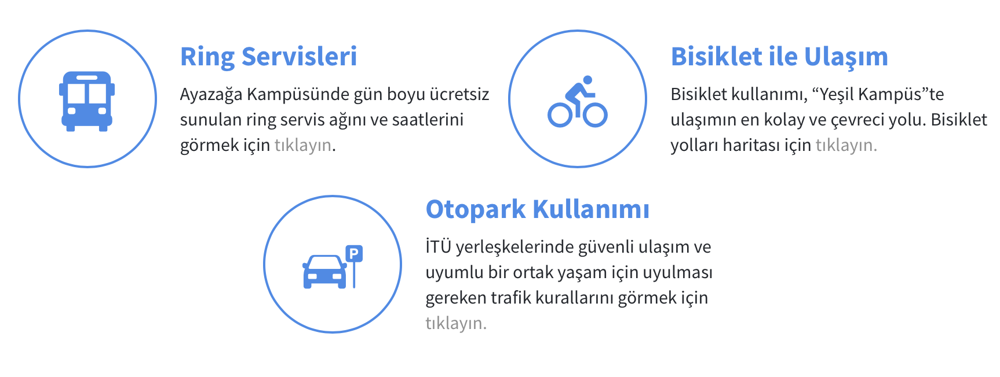 Ring Servisleri
Ayazağa Kampüsünde gün boyu ücretsiz
sunulan ring servis ağını ve saatlerini
görmek için tıklayın.
Bisiklet ile Ulaşım
Bisiklet kullanımı, “Yeşil Kampüs”te
ulaşımın en kolay ve çevreci yolu. Bisiklet
yolları haritası için tıklayın.
P
Otopark Kullanımı
İTÜ yerleşkelerinde güvenli ulaşım ve
uyumlu bir ortak yaşam için uyulması
gereken trafik kurallarını görmek için
tıklayın.